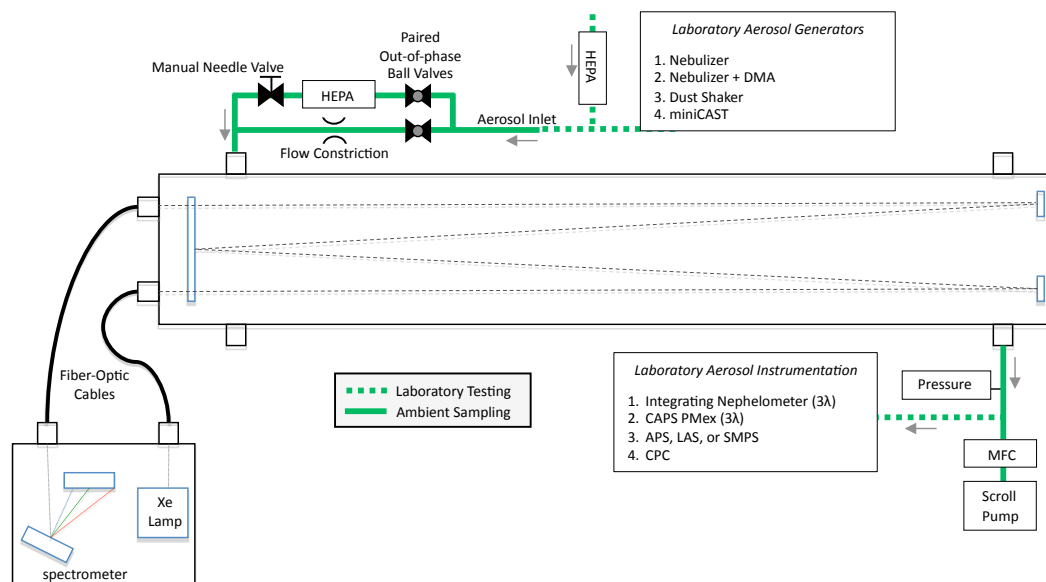 Paired
Out-of-phase
Ball Valves
Manual Needle Valve
HEPA
Flow Constriction
Aerosol Inlet
HEPA
Laboratory Aerosol Generators
1. Nebulizer
2. Nebulizer + DMA
3. Dust Shaker
4. miniCAST
Fiber-Optic
Cables
Laboratory Testing
Ambient Sampling
Laboratory Aerosol Instrumentation
1. Integrating Nephelometer (3λ)
2. CAPS PMex (3λ)
3. APS, LAS, or SMPS
4. CPC
Pressure
MFC
Scroll
Pump
Xe
Lamp
spectrometer